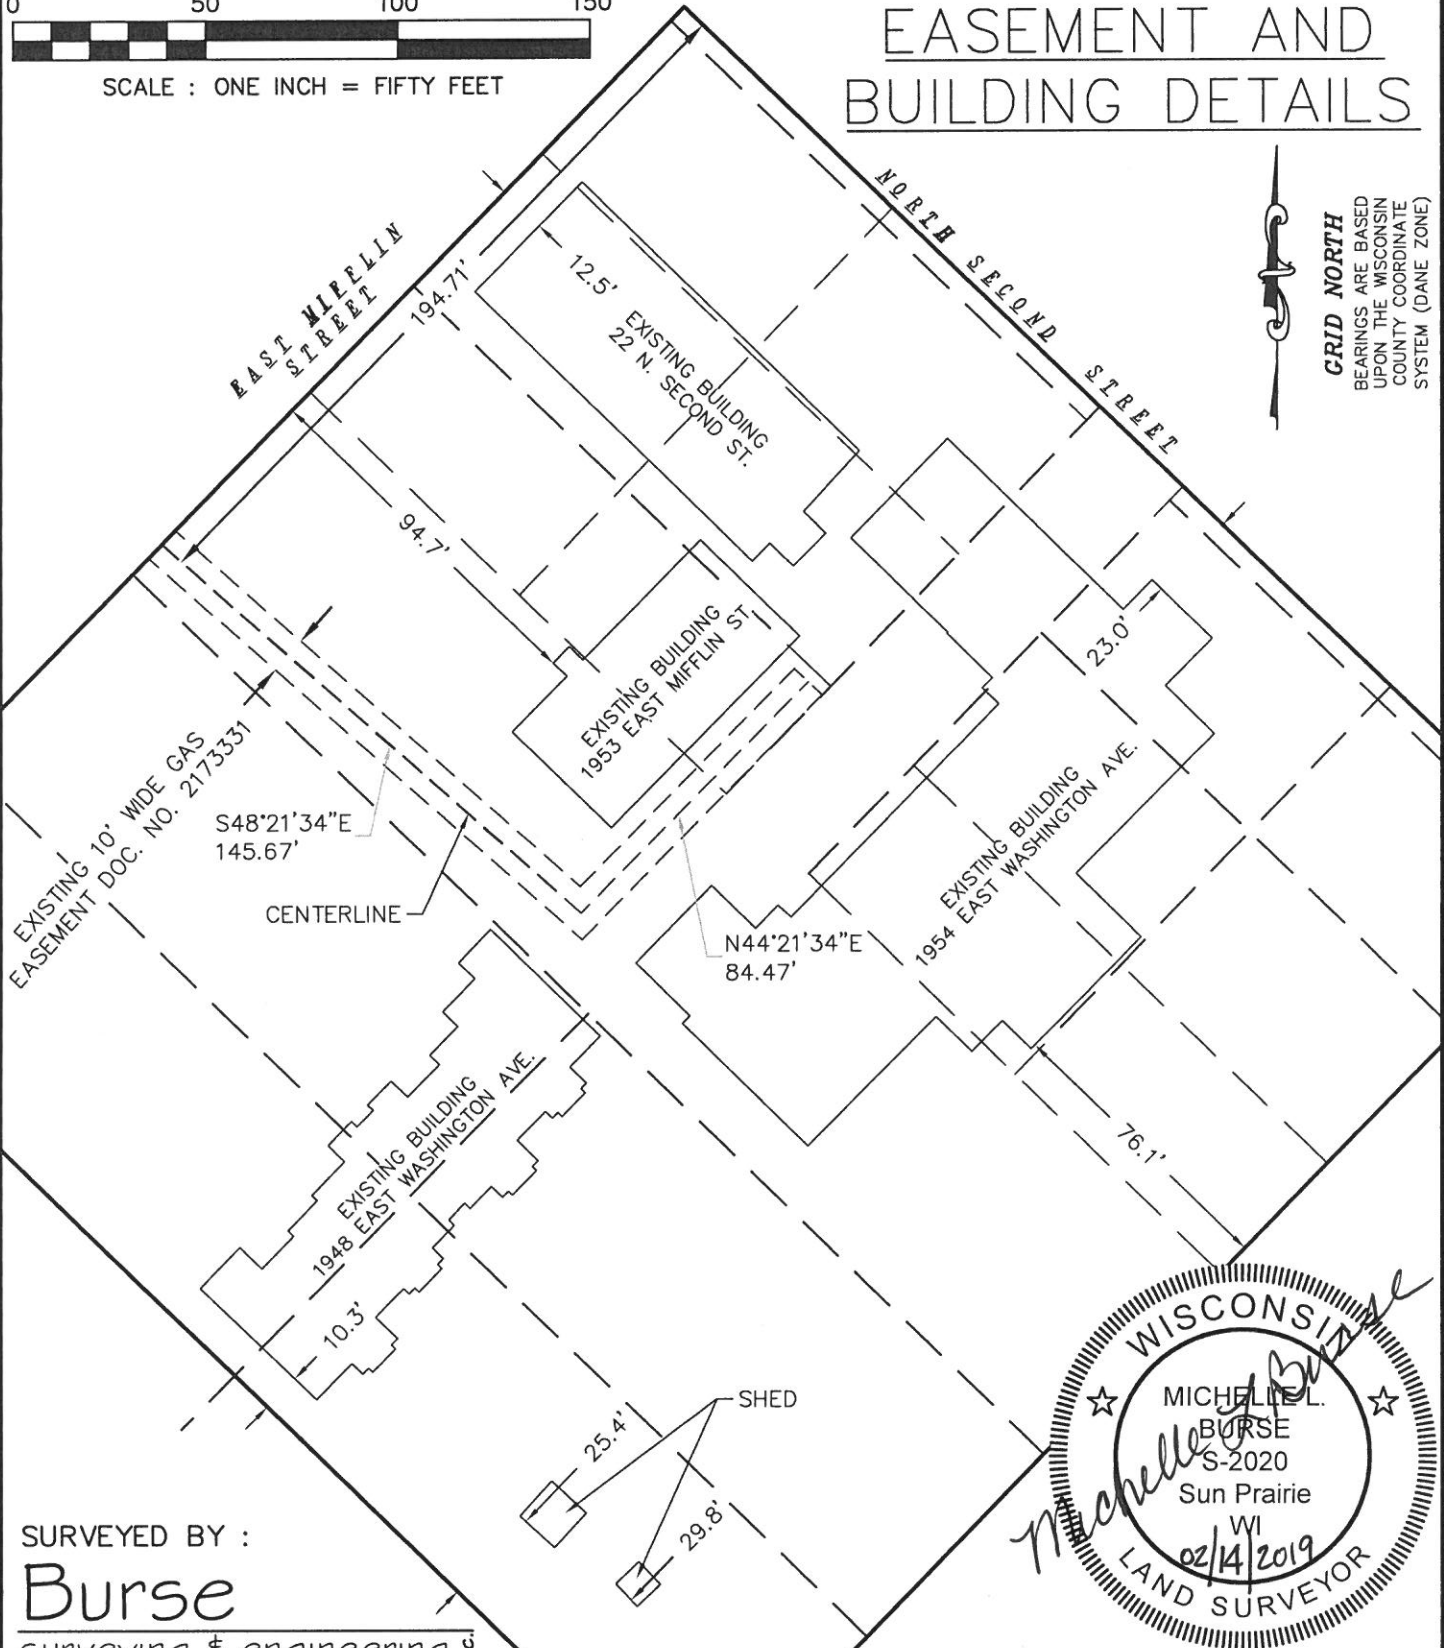 0 50 100 150
SCALE : ONE INCH = FIFTY FEET
EASEMENT AND
BUILDING DETAILS
GRID NORTH
BEARINGS ARE BASED
UPON THE WISCONSIN
COUNTY COORDINATE
SYSTEM (DANE ZONE)
NORTH SECOND STREET
EAST MIFFLIN
STREET
194.71'
12.5'
EXISTING BUILDING
22 N. SECOND ST.
94.7'
EXISTING BUILDING
1953 EAST MIFFLIN ST
23.0'
EXISTING BUILDING
1954 EAST WASHINGTON AVE.
EXISTING 10' WIDE GAS
EASEMENT DOC. NO. 2173331
S48°21'34"E
145.67'
CENTERLINE
N44°21'34"E
84.47'
76.1'
EXISTING BUILDING
1948 EAST WASHINGTON AVE.
10.3'
SHED
25.4'
29.8'
WISCONSIN
MICHELLE L.
BURSE
S-2020
Sun Prairie
WI
02/14/2019
LAND SURVEYOR
Michelle L. Burse
SURVEYED BY :
Burse
surveying & engineering